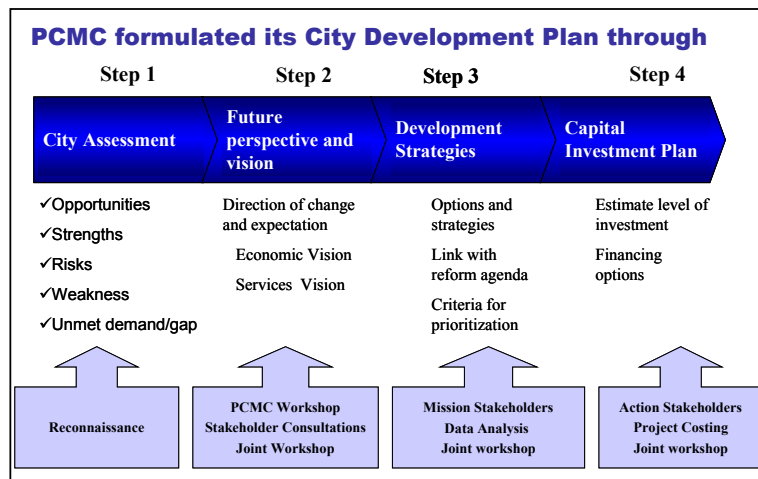 PCMC formulated its City Development Plan through
Step 1
Step 2
Step 3
Step 4
City Assessment
Future
perspective and
vision
Development
Strategies
Capital
Investment Plan
✓Opportunities
✓Strengths
✓Risks
✓Weakness
✓Unmet demand/gap
Direction of change
and expectation
Economic Vision
Services Vision
Options and
strategies
Link with
reform agenda
Criteria for
prioritization
Estimate level of
investment
Financing
options
Reconnaissance
PCMC Workshop
Stakeholder Consultations
Joint Workshop
Mission Stakeholders
Data Analysis
Joint workshop
Action Stakeholders
Project Costing
Joint workshop